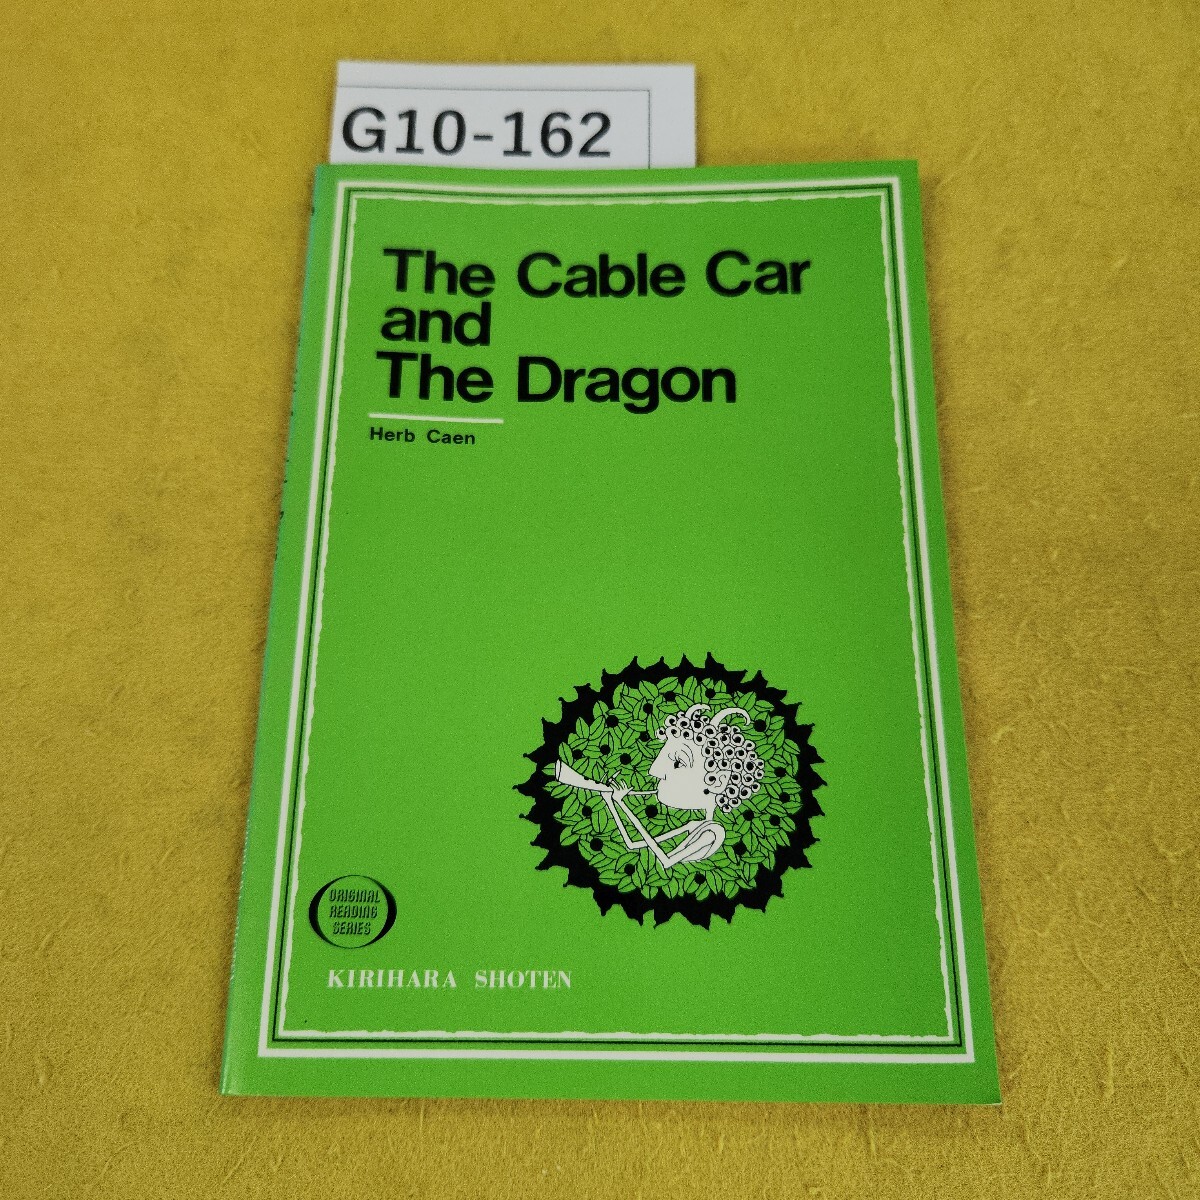 G10-162
The Cable Car
and
The Dragon
Herb Caen
ORIGINAL
READING
SERIES
KIRIHARA SHOTEN